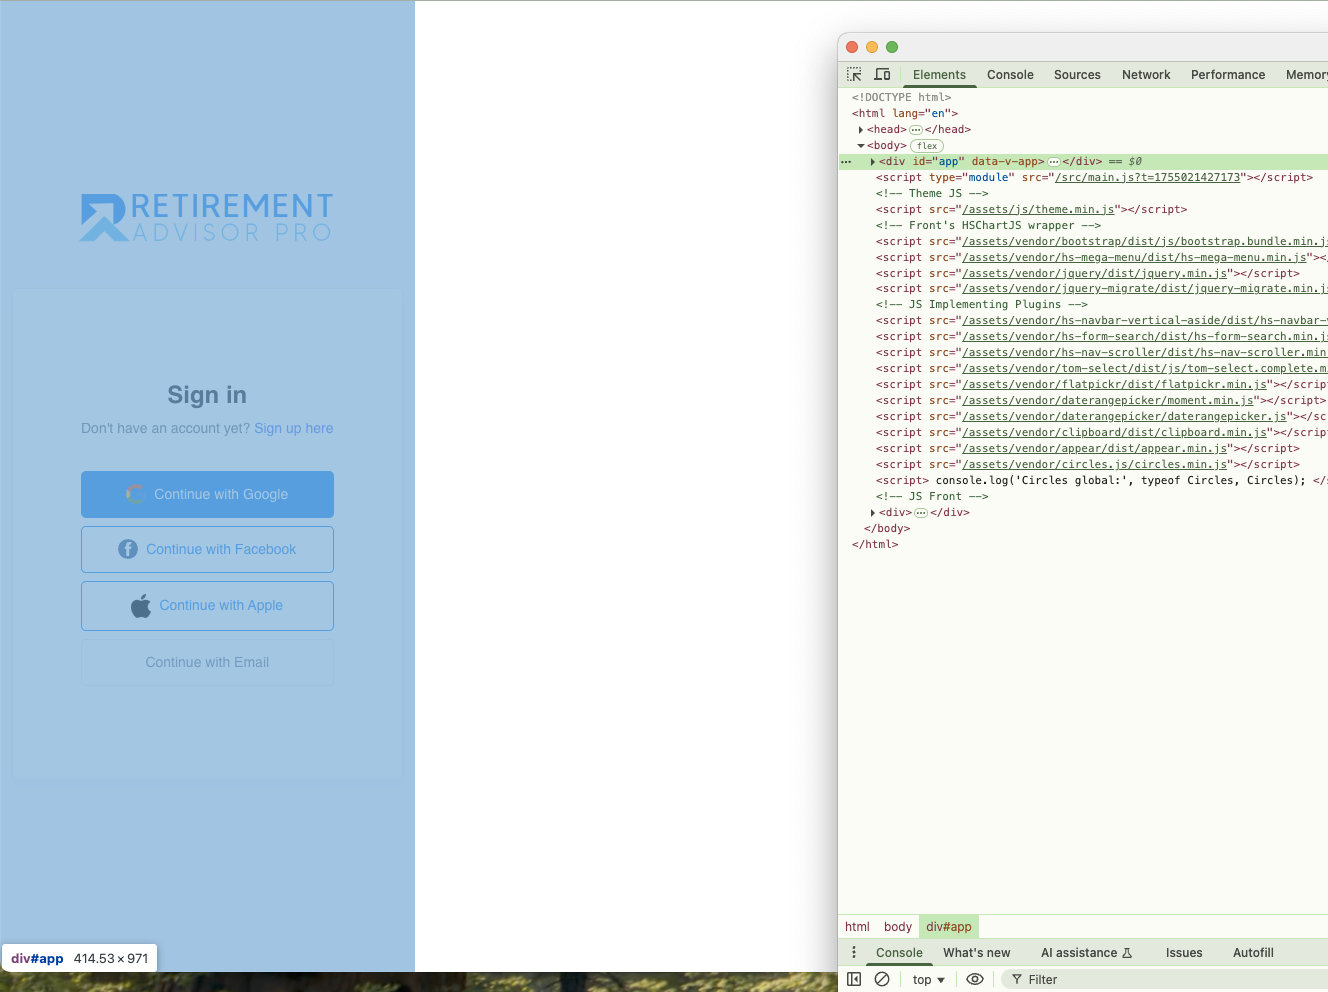 RETIREMENT
ADVISOR PRO
Sign in
Don't have an account yet? Sign up here
Continue with Google
Continue with Facebook
Continue with Apple
Continue with Email
div#app 414.53 × 971
Elements Console Sources Network Performance Memory
<!DOCTYPE html>
<html lang="en">
<head> ⋯ </head>
<body> flex
⋯ <div id="app" data-v-app> ⋯ </div> == $0
<script type="module" src="/src/main.js?t=1755021427173"></script>
<!-- Theme JS -->
<script src="/assets/js/theme.min.js"></script>
<!-- Front's HSChartJS wrapper -->
<script src="/assets/vendor/bootstrap/dist/js/bootstrap.bundle.min.j
<script src="/assets/vendor/hs-mega-menu/dist/hs-mega-menu.min.js"></
<script src="/assets/vendor/jquery/dist/jquery.min.js"></script>
<script src="/assets/vendor/jquery-migrate/dist/jquery-migrate.min.j
<!-- JS Implementing Plugins -->
<script src="/assets/vendor/hs-navbar-vertical-aside/dist/hs-navbar-
<script src="/assets/vendor/hs-form-search/dist/hs-form-search.min.j
<script src="/assets/vendor/hs-nav-scroller/dist/hs-nav-scroller.min
<script src="/assets/vendor/tom-select/dist/js/tom-select.complete.m
<script src="/assets/vendor/flatpickr/dist/flatpickr.min.js"></script
<script src="/assets/vendor/daterangepicker/moment.min.js"></script>
<script src="/assets/vendor/daterangepicker/daterangepicker.js"></sc
<script src="/assets/vendor/clipboard/dist/clipboard.min.js"></script
<script src="/assets/vendor/appear/dist/appear.min.js"></script>
<script src="/assets/vendor/circles.js/circles.min.js"></script>
<script> console.log('Circles global:', typeof Circles, Circles); </s
<!-- JS Front -->
<div> ⋯ </div>
</body>
</html>
html body div#app
Console What's new AI assistance Issues Autofill
top Filter